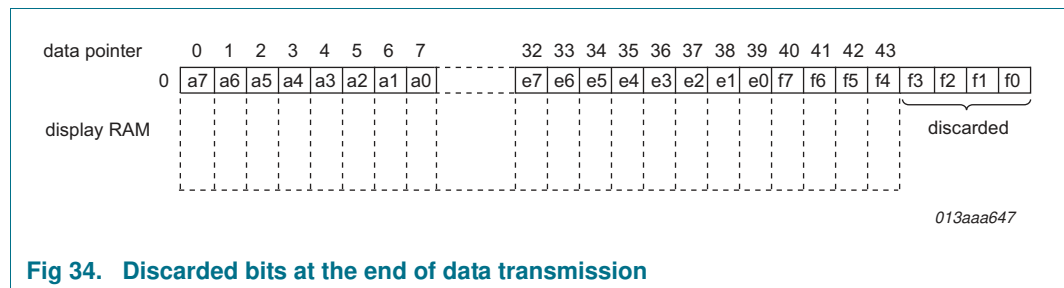 data pointer 0 1 2 3 4 5 6 7 32 33 34 35 36 37 38 39 40 41 42 43
0 a7 a6 a5 a4 a3 a2 a1 a0 e7 e6 e5 e4 e3 e2 e1 e0 f7 f6 f5 f4 f3 f2 f1 f0
display RAM discarded
013aaa647
Fig 34. Discarded bits at the end of data transmission